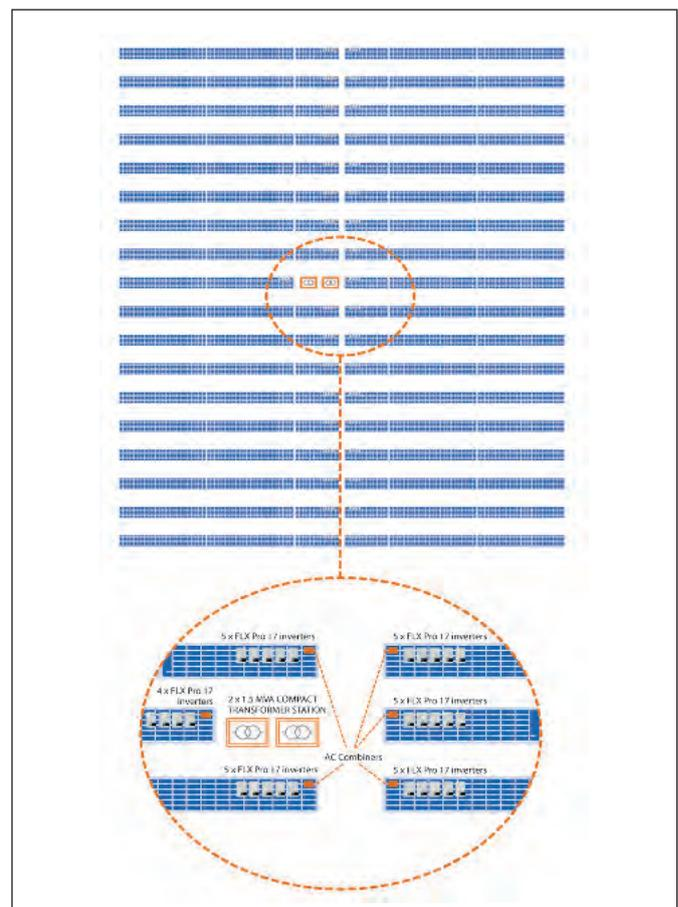 5 x FLX Pro 17 inverters
5 x FLX Pro 17 inverters
4 x FLX Pro 17
inverters
2 x 1.5 MVA COMPACT
TRANSFORMER STATION
5 x FLX Pro 17 inverters
AC Combiners
5 x FLX Pro 17 inverters
5 x FLX Pro 17 inverters